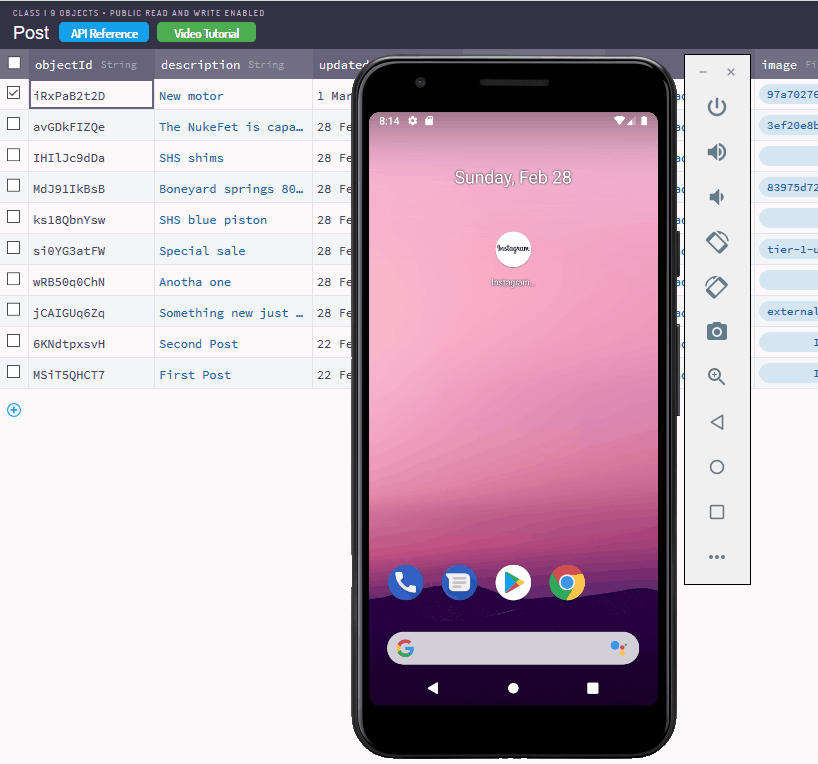 CLASS | 9 OBJECTS • PUBLIC READ AND WRITE ENABLED
Post API Reference Video Tutorial
objectId String description String updated image Fi
iRxPaB2t2D New motor 1 Mar 97a70276
avGDkFIZQe The NukeFet is capa… 28 Fe 3ef20e8b
IHIlJc9dDa SHS shims 28 Fe
MdJ91IkBsB Boneyard springs 80… 28 Fe 83975d72
ks18QbnYsw SHS blue piston 28 Fe
si0YG3atFW Special sale 28 Fe tier-1-u
wRB50q0ChN Anotha one 28 Fe
jCAIGUq6Zq Something new just … 28 Fe external
6KNdtpxsvH Second Post 22 Fe
MSiT5QHCT7 First Post 22 Fe
8:14
Sunday, Feb 28
Instagram
Instagram…